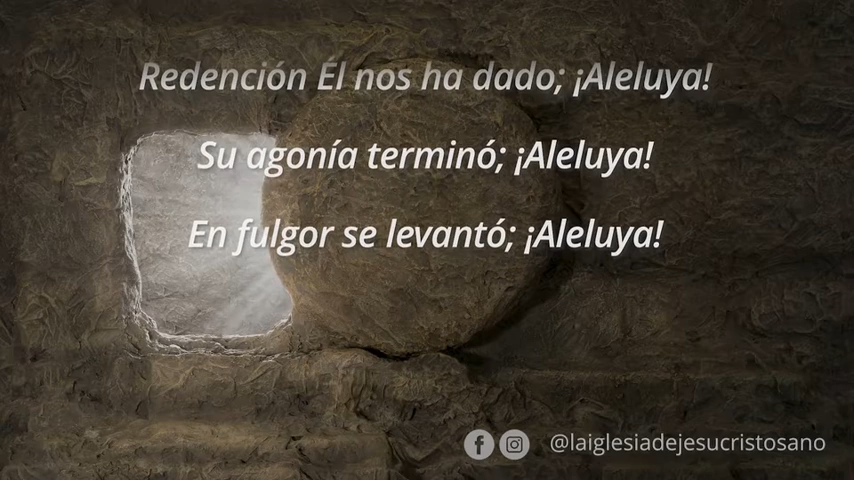 Redención Él nos ha dado; ¡Aleluya!
Su agonía terminó; ¡Aleluya!
En fulgor se levantó; ¡Aleluya!
@laiglesiadejesucristosano